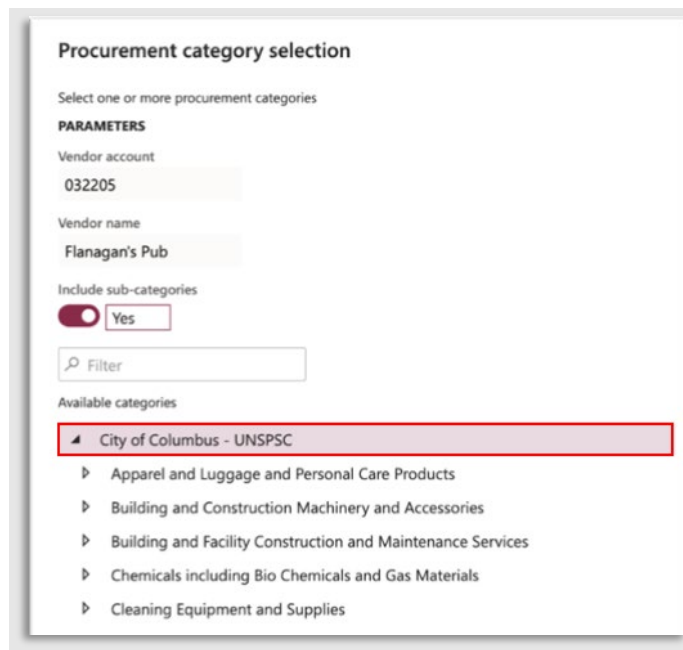 Procurement category selection
Select one or more procurement categories
PARAMETERS
Vendor account
032205
Vendor name
Flanagan's Pub
Include sub-categories
Yes
Filter
Available categories
City of Columbus - UNSPSC
Apparel and Luggage and Personal Care Products
Building and Construction Machinery and Accessories
Building and Facility Construction and Maintenance Services
Chemicals including Bio Chemicals and Gas Materials
Cleaning Equipment and Supplies